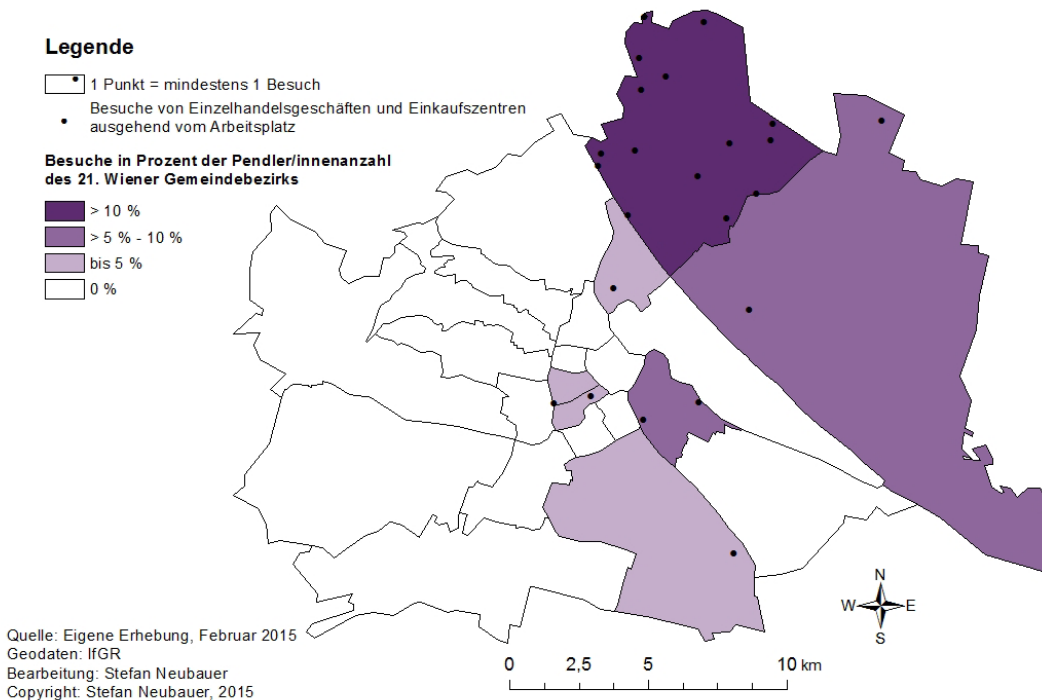 Legende
1 Punkt = mindestens 1 Besuch
Besuche von Einzelhandelsgeschäften und Einkaufszentren
ausgehend vom Arbeitsplatz
Besuche in Prozent der Pendler/innenanzahl
des 21. Wiener Gemeindebezirks
> 10 %
> 5 % - 10 %
bis 5 %
0 %
N
W E
S
Quelle: Eigene Erhebung, Februar 2015
Geodaten: IfGR
Bearbeitung: Stefan Neubauer
Copyright: Stefan Neubauer, 2015
0 2,5 5 10 km